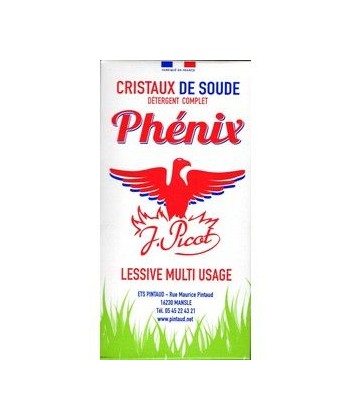 FABRIQUÉ EN FRANCE
CRISTAUX DE SOUDE
DÉTERGENT COMPLET
Phénix
J. Picot
LESSIVE MULTI USAGE
ETS PINTAUD – Rue Maurice Pintaud
16230 MANSLE
Tél. 05 45 22 43 21
www.pintaud.net